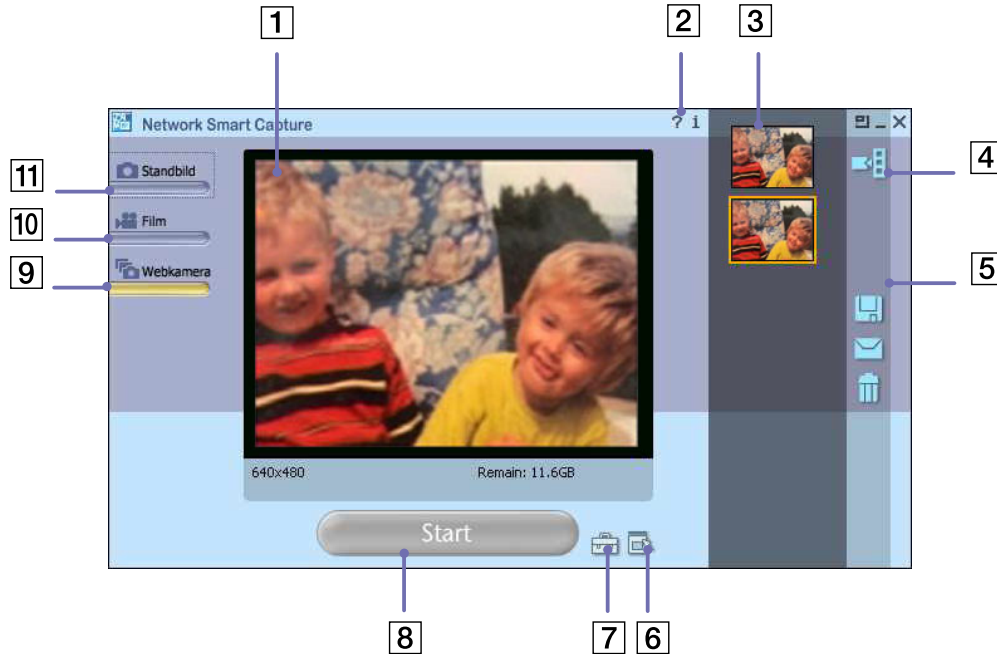 1
2
3
Network Smart Capture
? i
11
Standbild
4
10
Film
9
Webkamera
5
640x480
Remain: 11.6GB
Start
8
7
6